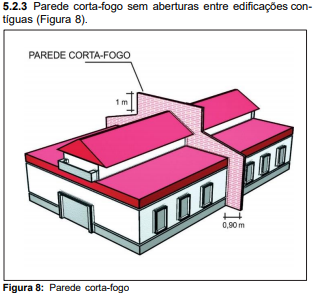 5.2.3 Parede corta-fogo sem aberturas entre edificações con-
tíguas (Figura 8).
PAREDE CORTA-FOGO
1 m
0,90 m
Figura 8: Parede corta-fogo